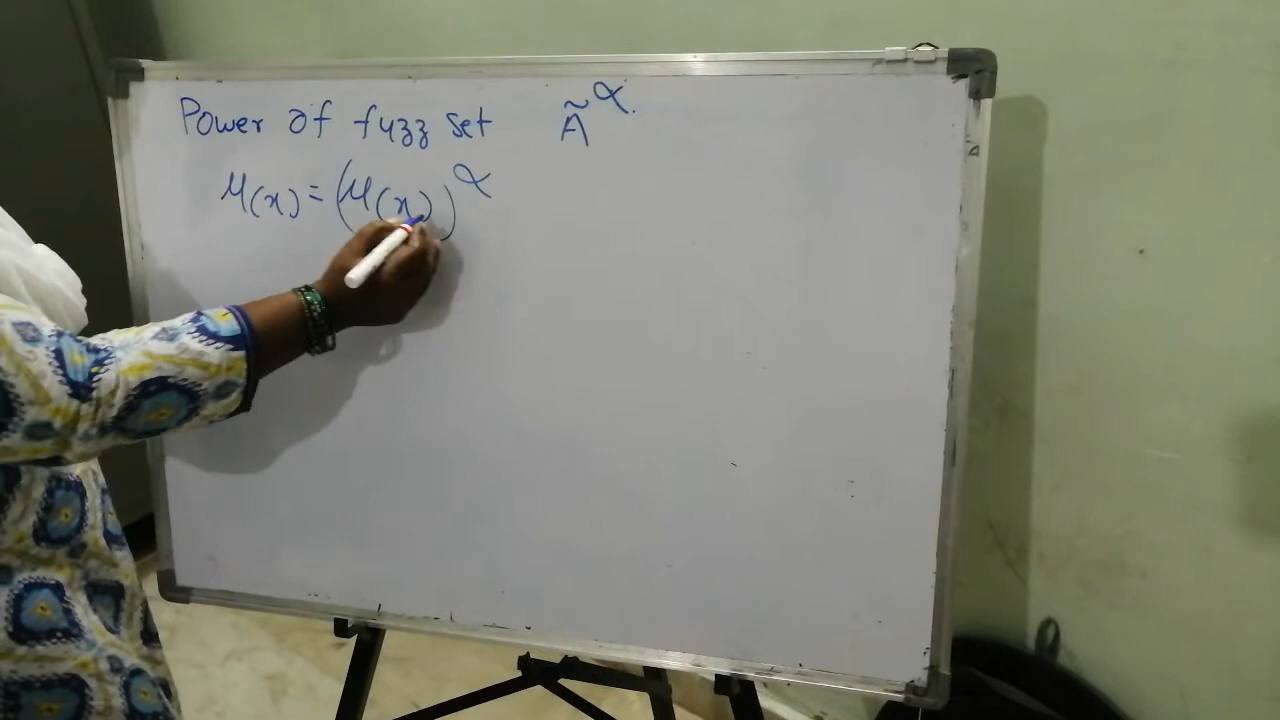 Power of fuzz set Ã^α.
μ(x) = (μ(x))^α